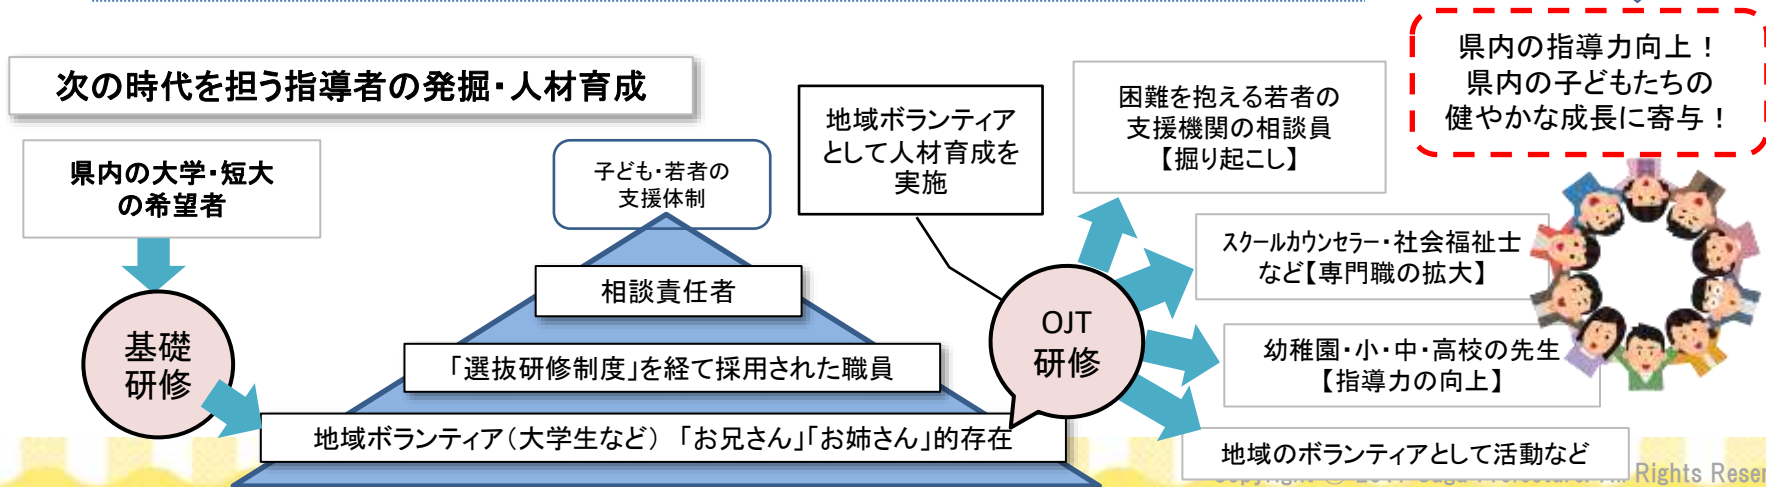 次の時代を担う指導者の発掘・人材育成
県内の大学・短大
の希望者
基礎
研修
子ども・若者の
支援体制
相談責任者
「選抜研修制度」を経て採用された職員
地域ボランティア（大学生など）　「お兄さん」「お姉さん」的存在
地域ボランティア
として人材育成を
実施
OJT
研修
困難を抱える若者の
支援機関の相談員
【掘り起こし】
スクールカウンセラー・社会福祉士
など【専門職の拡大】
幼稚園・小・中・高校の先生
【指導力の向上】
地域のボランティアとして活動など
県内の指導力向上！
県内の子どもたちの
健やかな成長に寄与！
Rights Reser